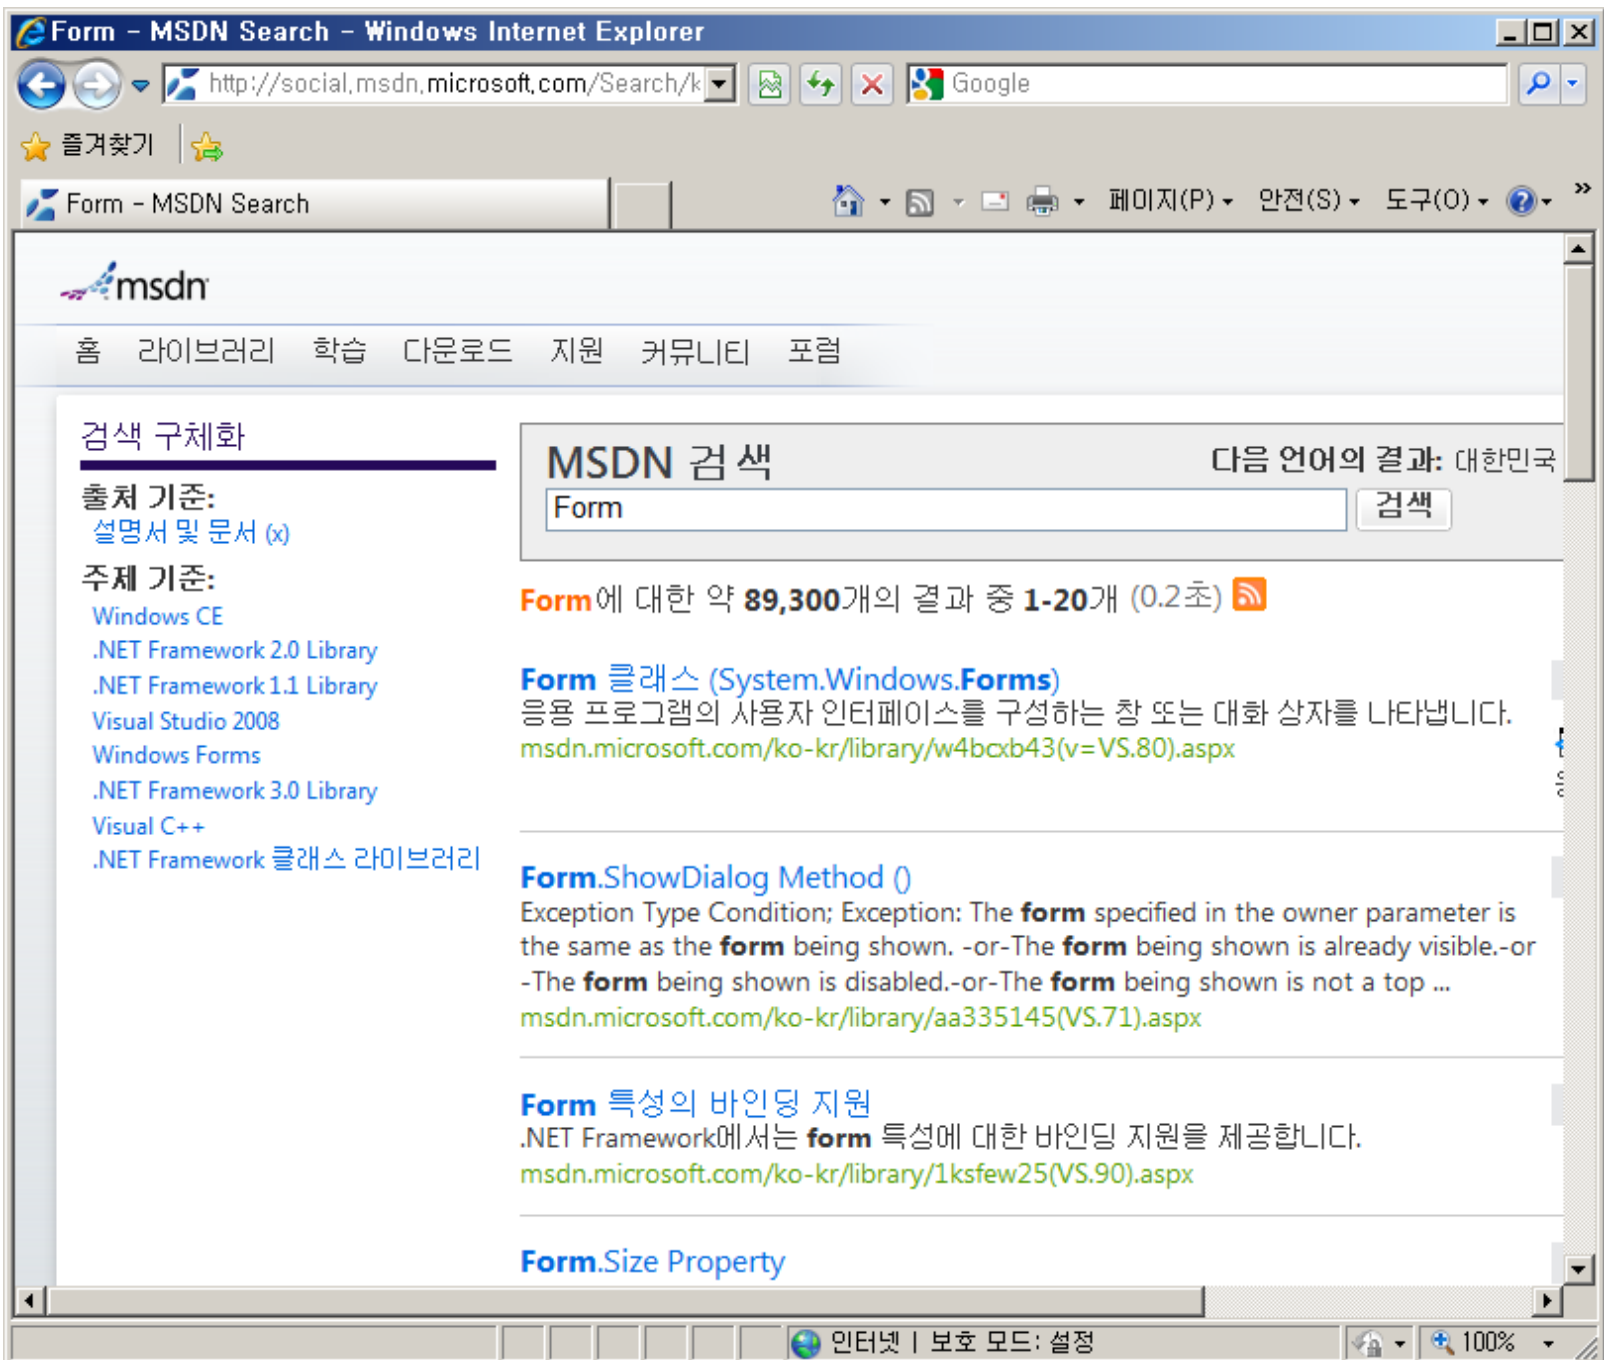 Form - MSDN Search - Windows Internet Explorer
http://social.msdn.microsoft.com/Search/k
Google
즐겨찾기
Form - MSDN Search
페이지(P) 안전(S) 도구(O) »
msdn
홈 라이브러리 학습 다운로드 지원 커뮤니티 포럼
검색 구체화
출처 기준:
설명서 및 문서 (x)
주제 기준:
Windows CE
.NET Framework 2.0 Library
.NET Framework 1.1 Library
Visual Studio 2008
Windows Forms
.NET Framework 3.0 Library
Visual C++
.NET Framework 클래스 라이브러리
MSDN 검색
다음 언어의 결과: 대한민국
Form
검색
Form에 대한 약 89,300개의 결과 중 1-20개 (0.2초)
Form 클래스 (System.Windows.Forms)
응용 프로그램의 사용자 인터페이스를 구성하는 창 또는 대화 상자를 나타냅니다.
msdn.microsoft.com/ko-kr/library/w4bcxb43(v=VS.80).aspx
Form.ShowDialog Method ()
Exception Type Condition; Exception: The form specified in the owner parameter is
the same as the form being shown. -or-The form being shown is already visible.-or
-The form being shown is disabled.-or-The form being shown is not a top ...
msdn.microsoft.com/ko-kr/library/aa335145(VS.71).aspx
Form 특성의 바인딩 지원
.NET Framework에서는 form 특성에 대한 바인딩 지원을 제공합니다.
msdn.microsoft.com/ko-kr/library/1ksfew25(VS.90).aspx
Form.Size Property
인터넷 | 보호 모드: 설정
100%